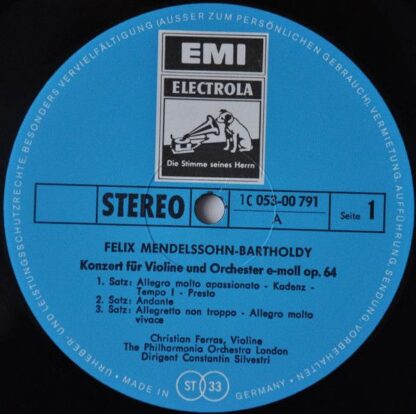 EMI
ELECTROLA
Die Stimme seines Herrn
STEREO
1C 053-00 791
A
Seite 1
FELIX MENDELSSOHN-BARTHOLDY
Konzert für Violine und Orchester e-moll op. 64
1. Satz: Allegro molto apassionato - Kadenz -
Tempo I - Presto
2. Satz: Andante
3. Satz: Allegretto non troppo - Allegro molto
vivace
Christian Ferras, Violine
The Philharmonia Orchestra London
Dirigent Constantin Silvestri
ST 33
URHEBER- UND LEISTUNGSSCHUTZRECHTE, BESONDERS VERVIELFÄLTIGUNG (AUSSER ZUM PERSÖNLICHEN GEBRAUCH), VERMIETUNG, AUFFÜHRUNG, SENDUNG, VORBEHALTEN
• MADE IN GERMANY •